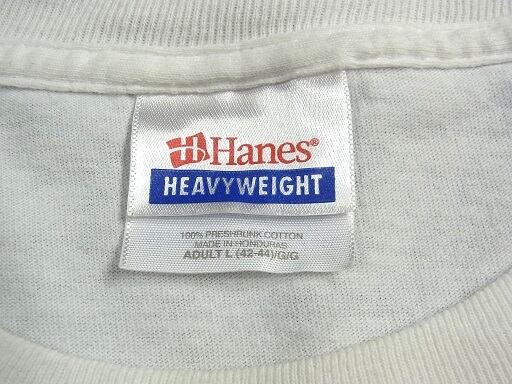 H Hanes®
HEAVYWEIGHT
100% PRESHRUNK COTTON
MADE IN HONDURAS
ADULT L (42-44)/G/G